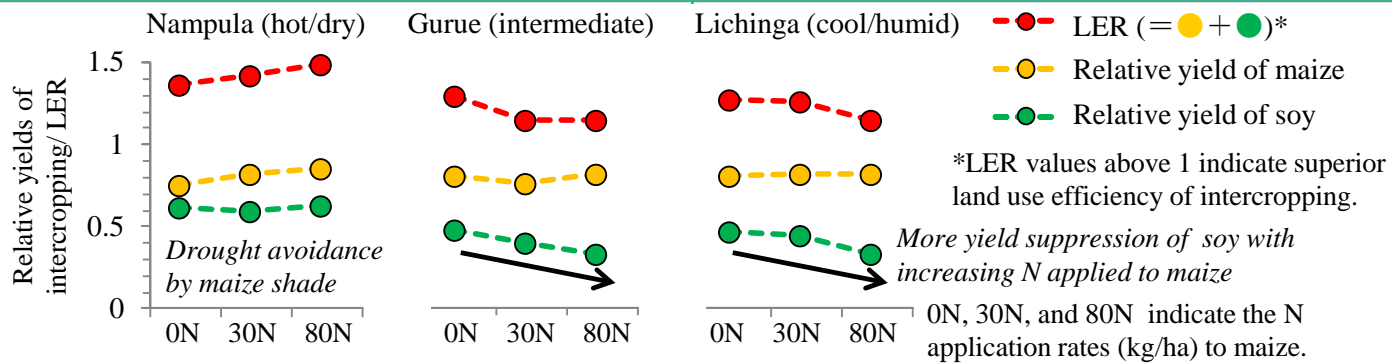 Nampula (hot/dry)
Gurue (intermediate)
Lichinga (cool/humid)
LER (=●+●)*
Relative yield of maize
Relative yield of soy
*LER values above 1 indicate superior
land use efficiency of intercropping.
Relative yields of
intercropping/ LER
1.5
1
0.5
0
Drought avoidance
by maize shade
More yield suppression of soy with
increasing N applied to maize
0N 30N 80N
0N 30N 80N
0N 30N 80N
0N, 30N, and 80N indicate the N
application rates (kg/ha) to maize.